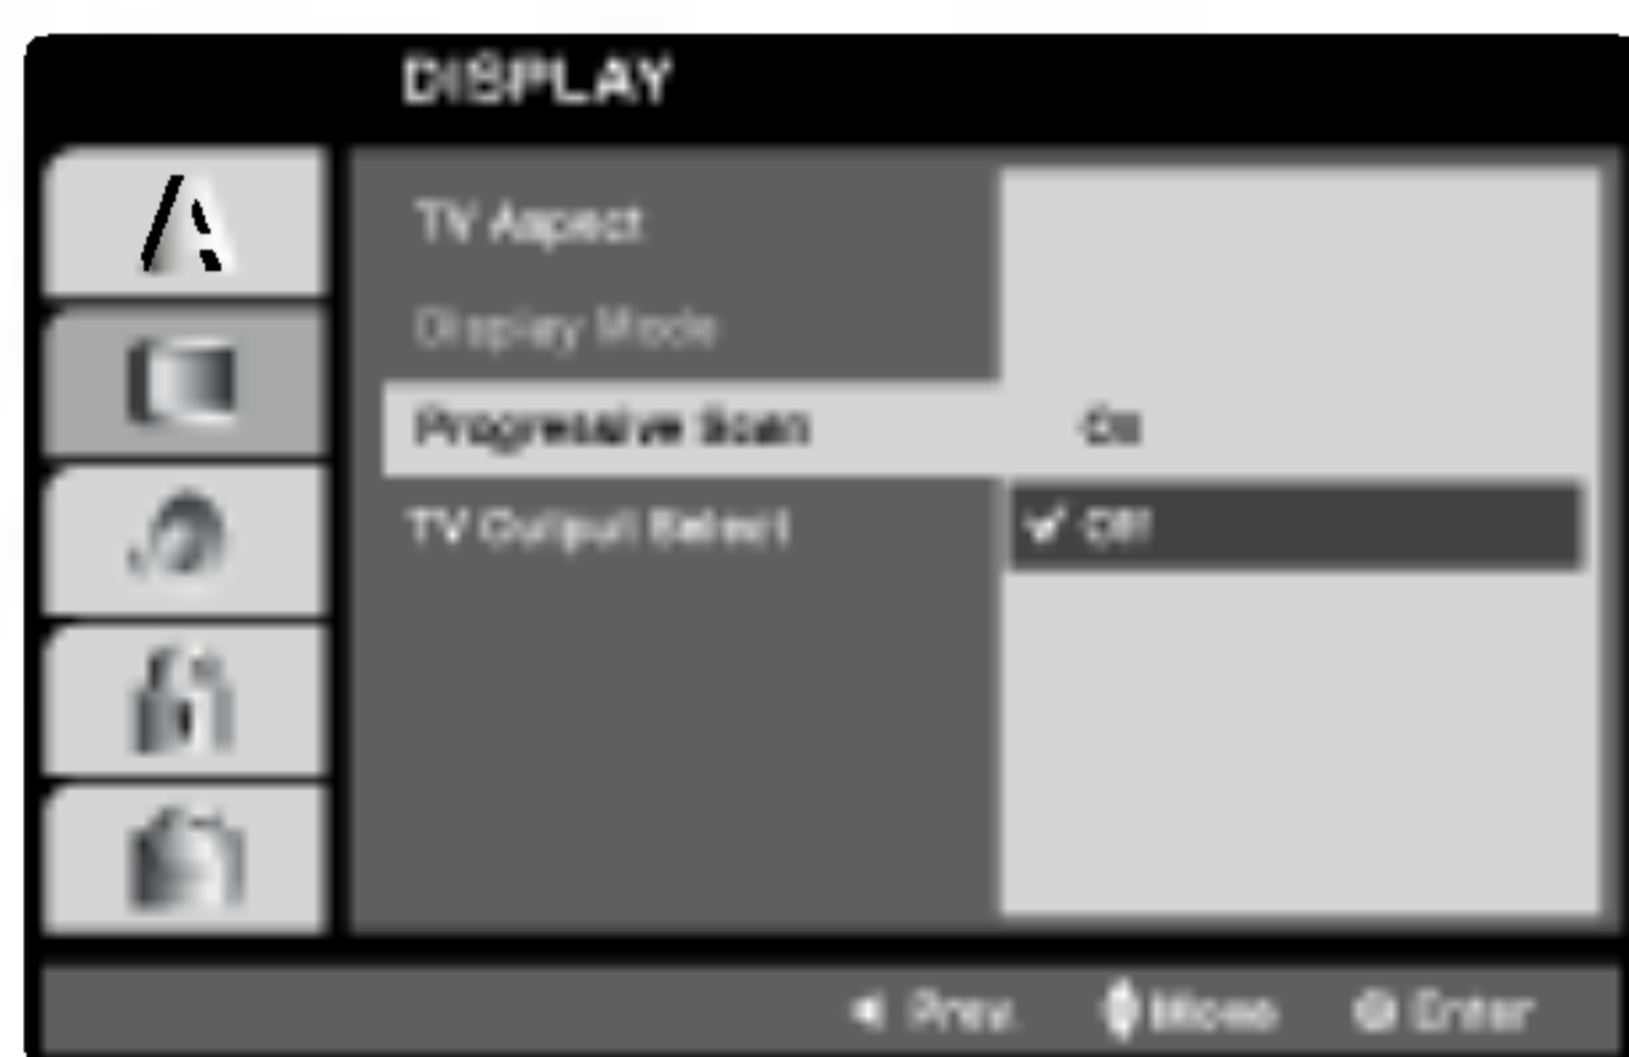 DISPLAY
TV Aspect
Display Mode
Progressive Scan On
TV Output Select ✔ Off
◄ Prev. Move Enter